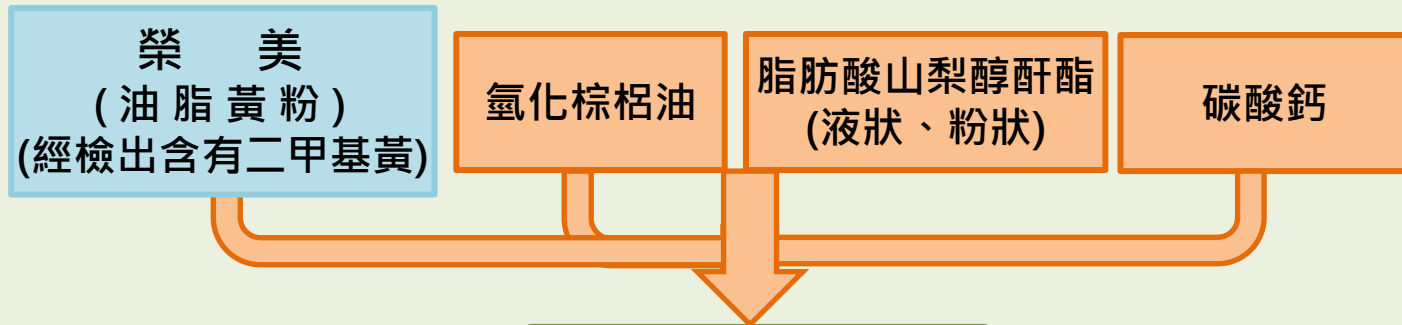 榮 美
(油脂黃粉)
(經檢出含有二甲基黃)
氫化棕梠油
脂肪酸山梨醇酐酯
(液狀、粉狀)
碳酸鈣